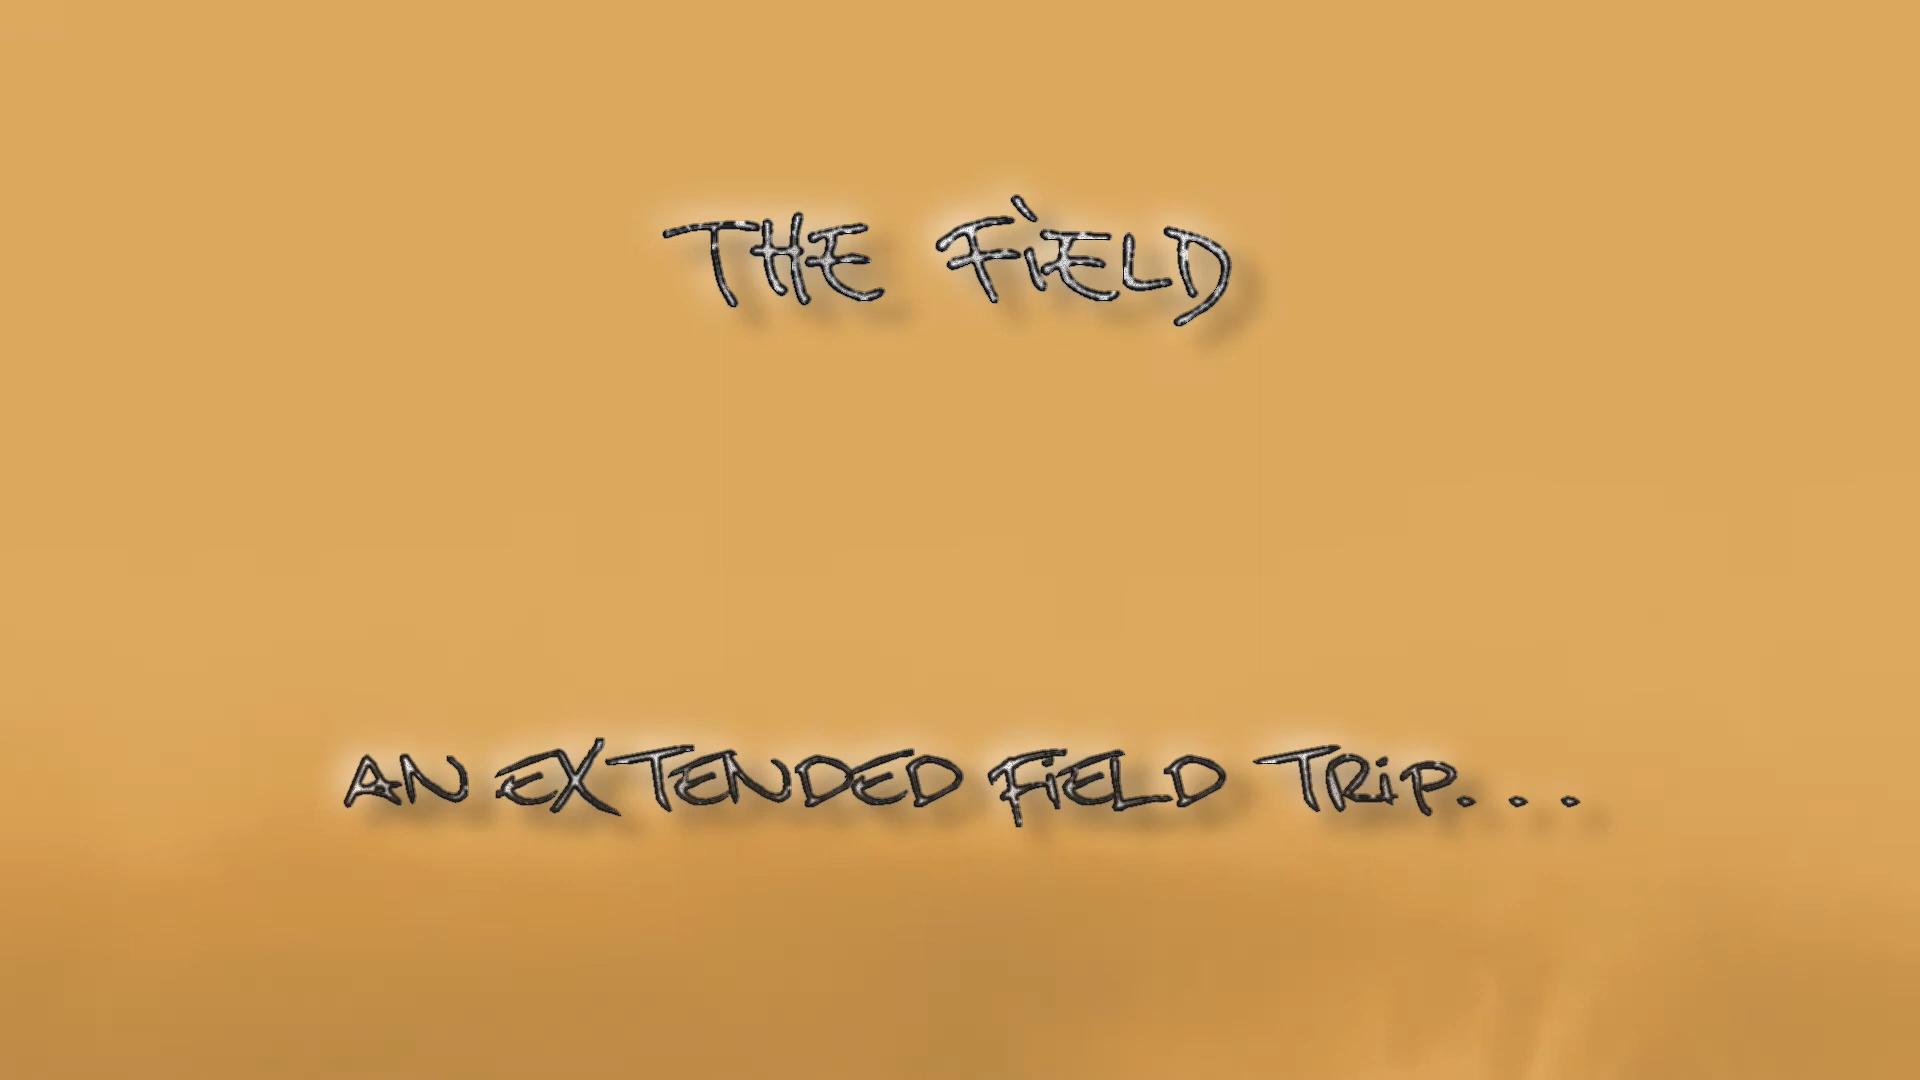 THE FiELD
AN EXTENDED FiELD TRiP. . .